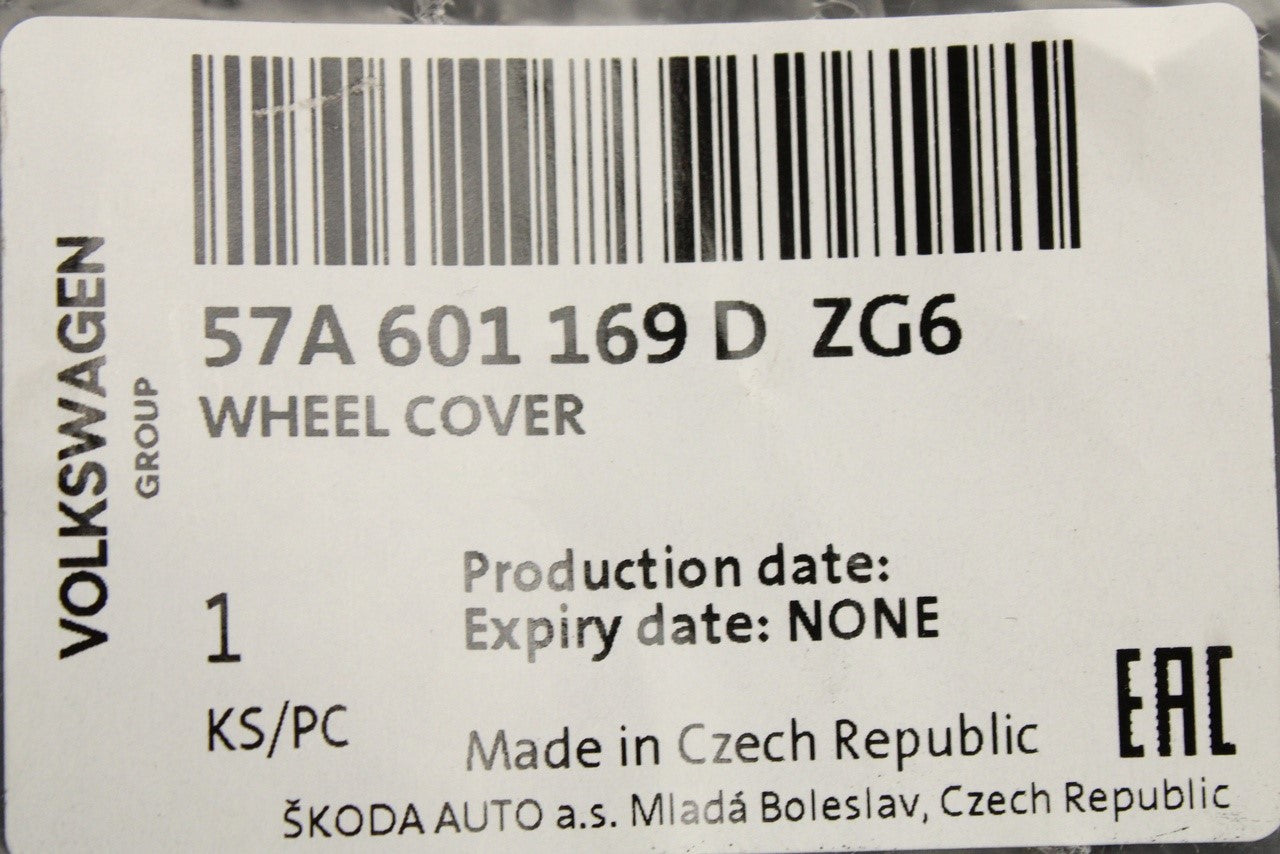 VOLKSWAGEN
GROUP
57A 601 169 D ZG6
WHEEL COVER
Production date:
Expiry date: NONE
1
KS/PC
Made in Czech Republic
EAC
ŠKODA AUTO a.s. Mladá Boleslav, Czech Republic